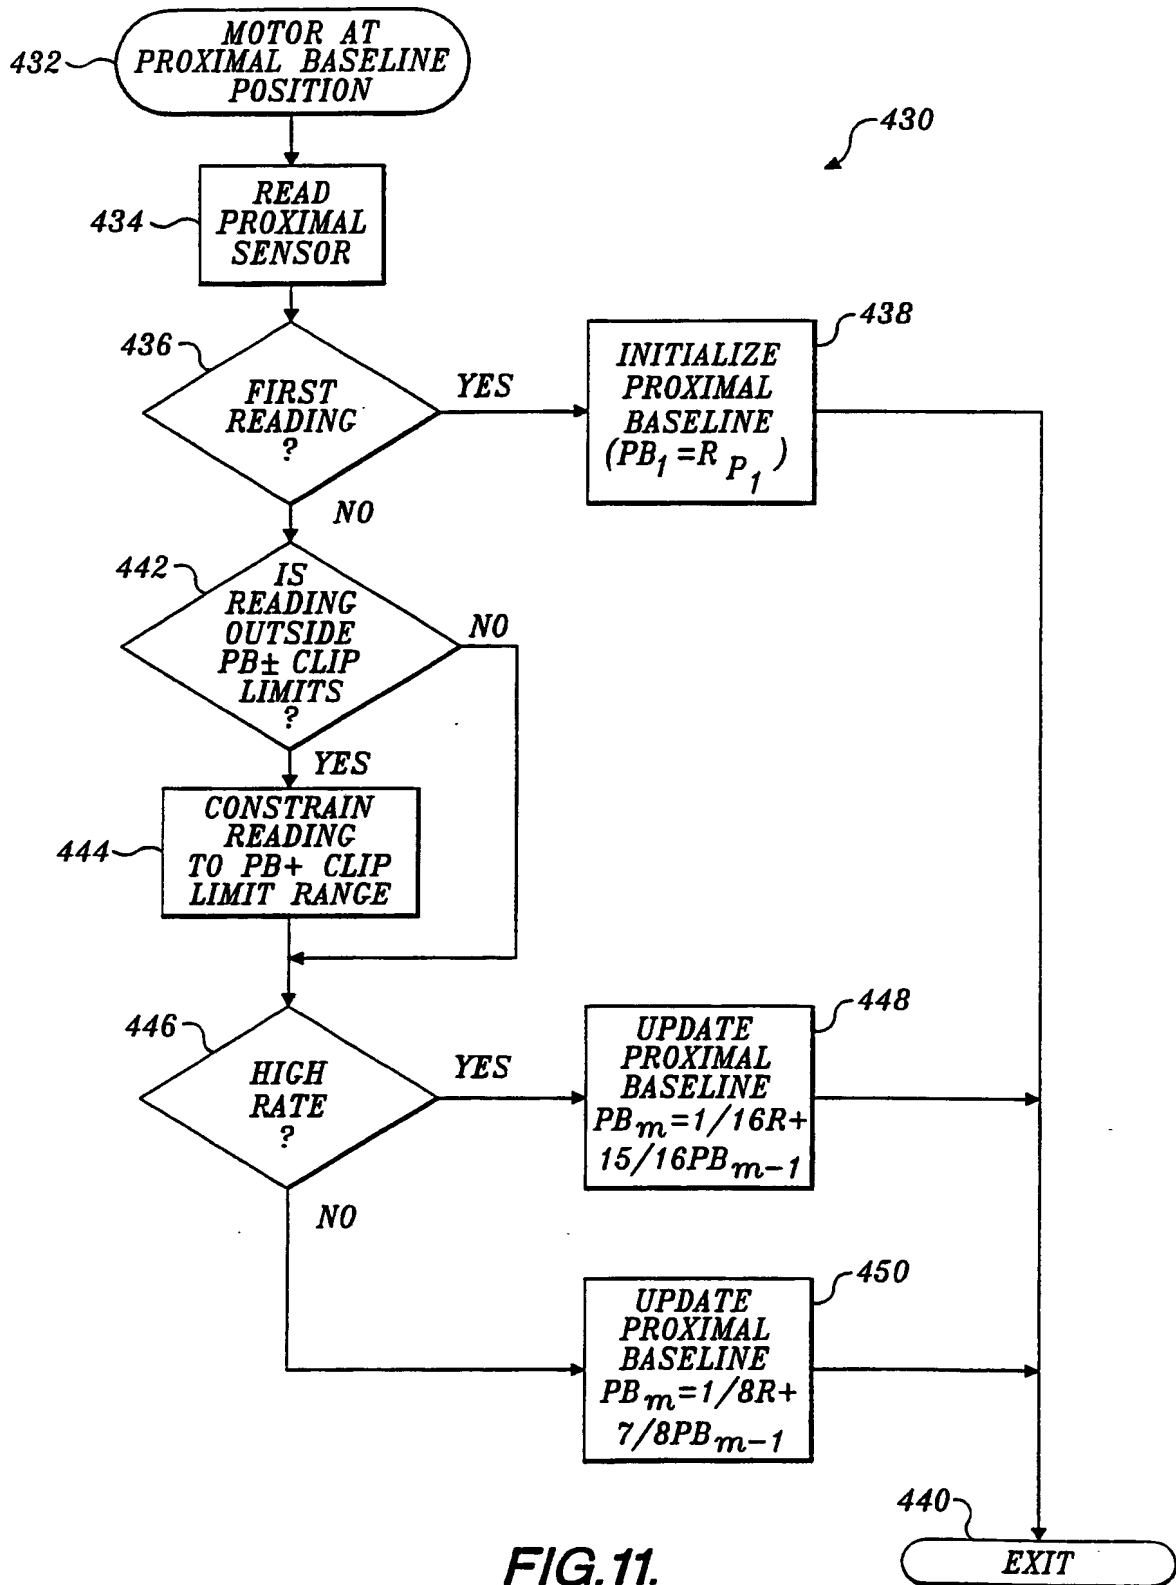 MOTOR AT
PROXIMAL BASELINE
POSITION
432
430
READ
PROXIMAL
SENSOR
434
436
FIRST
READING
?
YES
NO
438
INITIALIZE
PROXIMAL
BASELINE
(PB1=RP1)
442
IS
READING
OUTSIDE
PB± CLIP
LIMITS
?
NO
YES
444
CONSTRAIN
READING
TO PB+ CLIP
LIMIT RANGE
446
HIGH
RATE
?
YES
NO
448
UPDATE
PROXIMAL
BASELINE
PBm=1/16R+
15/16PBm-1
450
UPDATE
PROXIMAL
BASELINE
PBm=1/8R+
7/8PBm-1
440
EXIT
FIG.11.